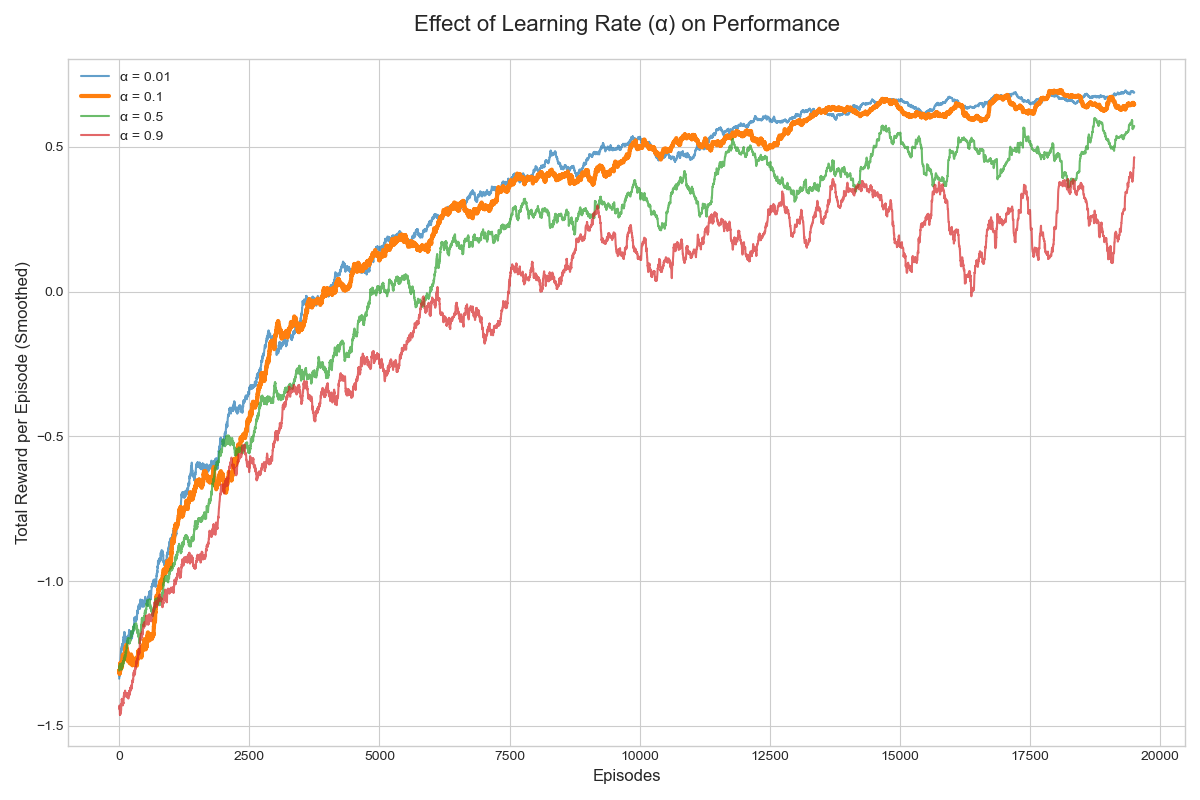 Effect of Learning Rate (α) on Performance
α = 0.01
α = 0.1
α = 0.5
α = 0.9
Total Reward per Episode (Smoothed)
0.5
0.0
−0.5
−1.0
−1.5
0 2500 5000 7500 10000 12500 15000 17500 20000
Episodes